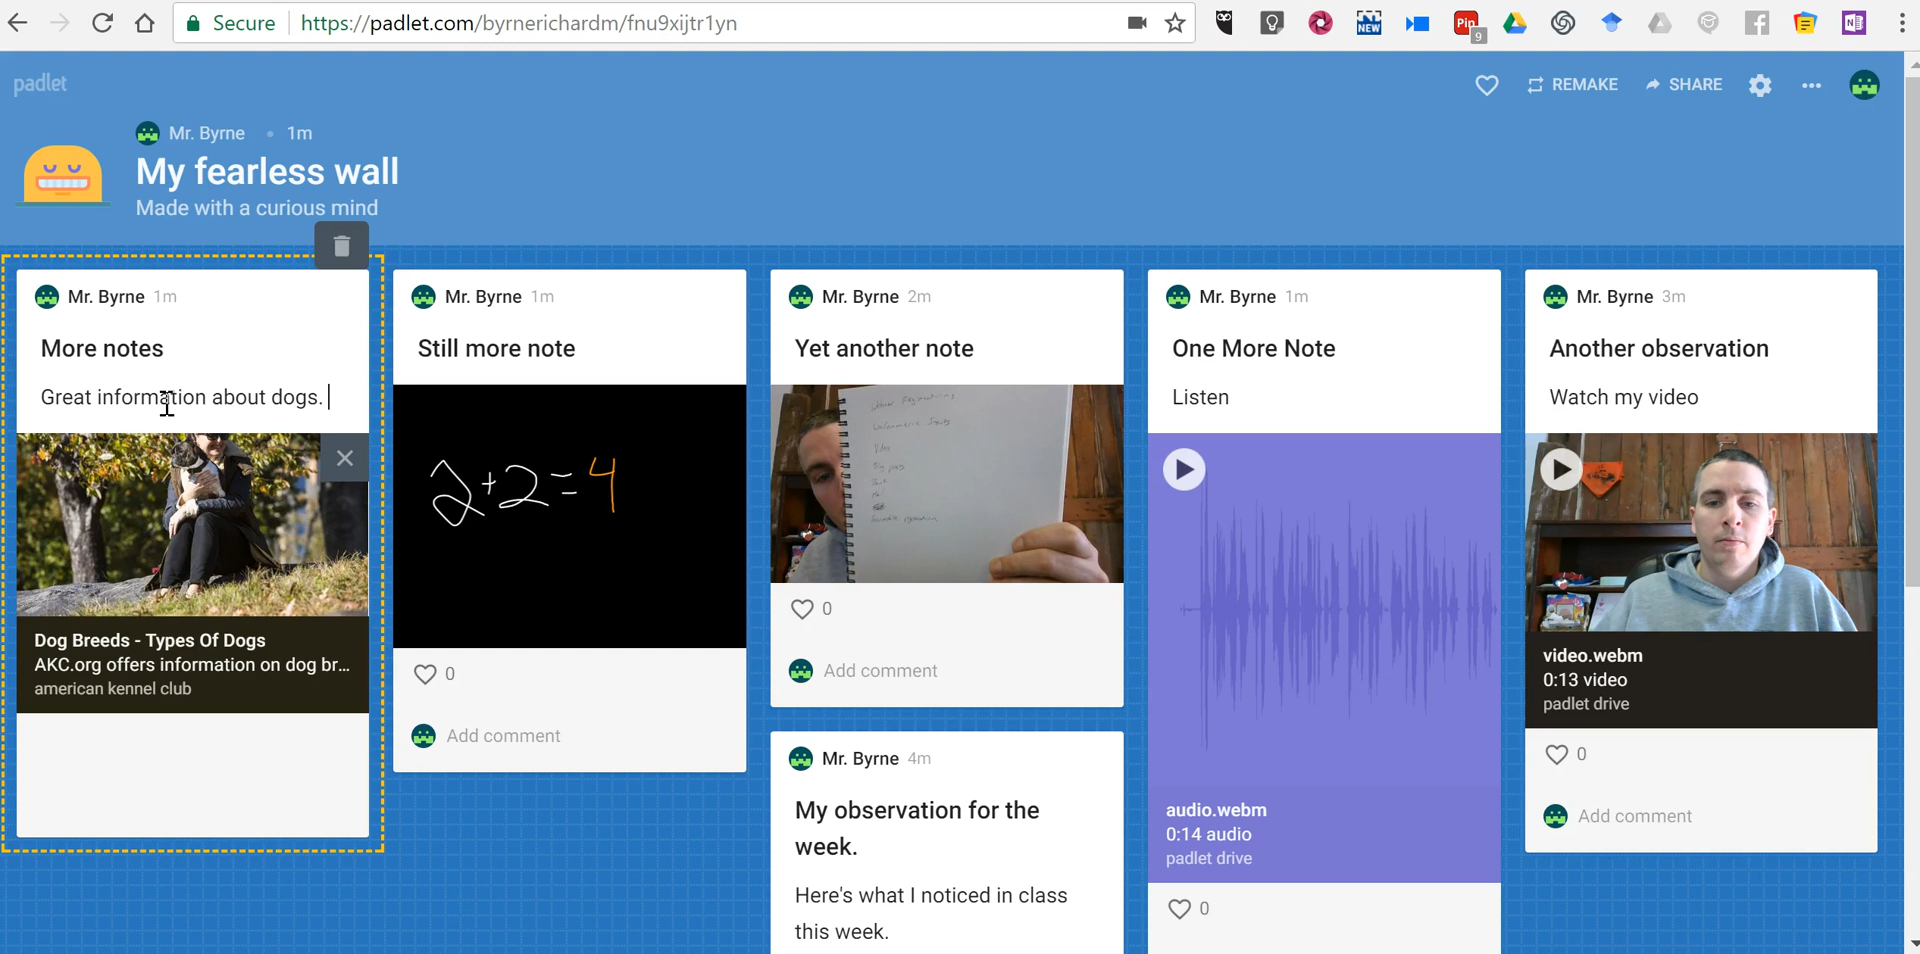 Secure https://padlet.com/byrnerichardm/fnu9xijtr1yn
NEW
Pin
9
N
padlet
REMAKE SHARE
Mr. Byrne • 1m
My fearless wall
Made with a curious mind
Mr. Byrne 1m
More notes
Great information about dogs.
Dog Breeds - Types Of Dogs
AKC.org offers information on dog br...
american kennel club
Mr. Byrne 1m
Still more note
2+2=4
0
Add comment
Mr. Byrne 2m
Yet another note
Video
0
Add comment
Mr. Byrne 4m
My observation for the
week.
Here's what I noticed in class
this week.
Mr. Byrne 1m
One More Note
Listen
audio.webm
0:14 audio
padlet drive
0
Mr. Byrne 3m
Another observation
Watch my video
video.webm
0:13 video
padlet drive
0
Add comment